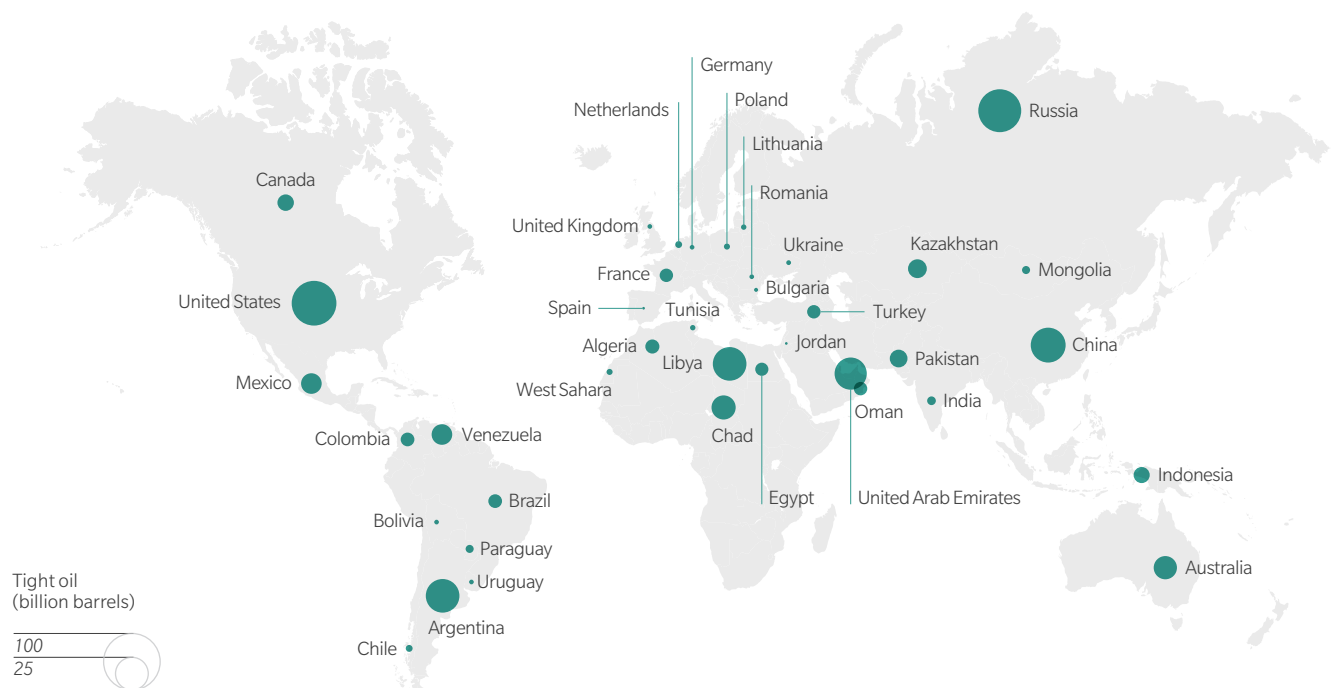 Germany
Poland
Netherlands
Russia
Lithuania
Canada
Romania
United Kingdom
Ukraine
Kazakhstan
Mongolia
France
Bulgaria
United States
Spain
Tunisia
Turkey
Algeria
Jordan
China
Libya
Pakistan
Mexico
West Sahara
India
Oman
Colombia
Venezuela
Chad
Indonesia
Brazil
Egypt
United Arab Emirates
Bolivia
Paraguay
Australia
Uruguay
Tight oil
(billion barrels)
Argentina
100
Chile
25